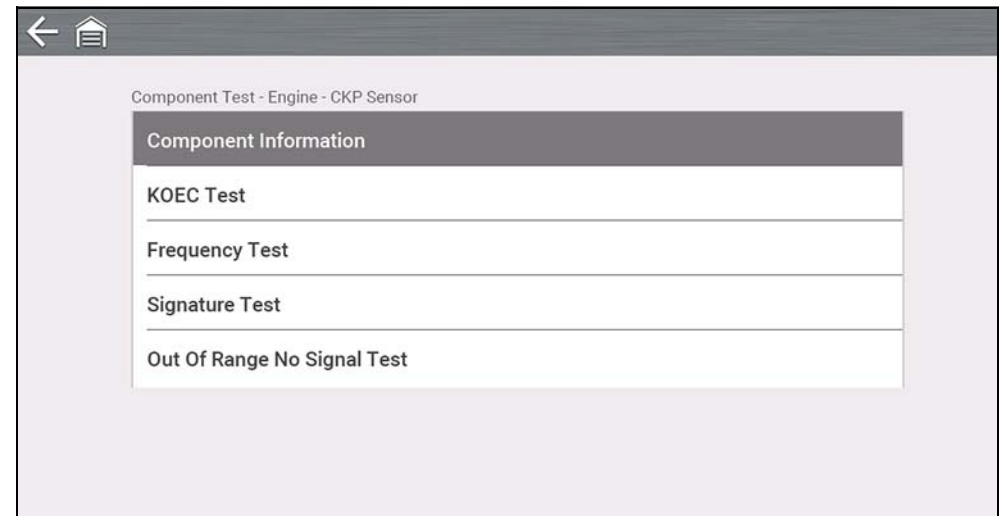 Component Test - Engine - CKP Sensor
Component Information
KOEC Test
Frequency Test
Signature Test
Out Of Range No Signal Test